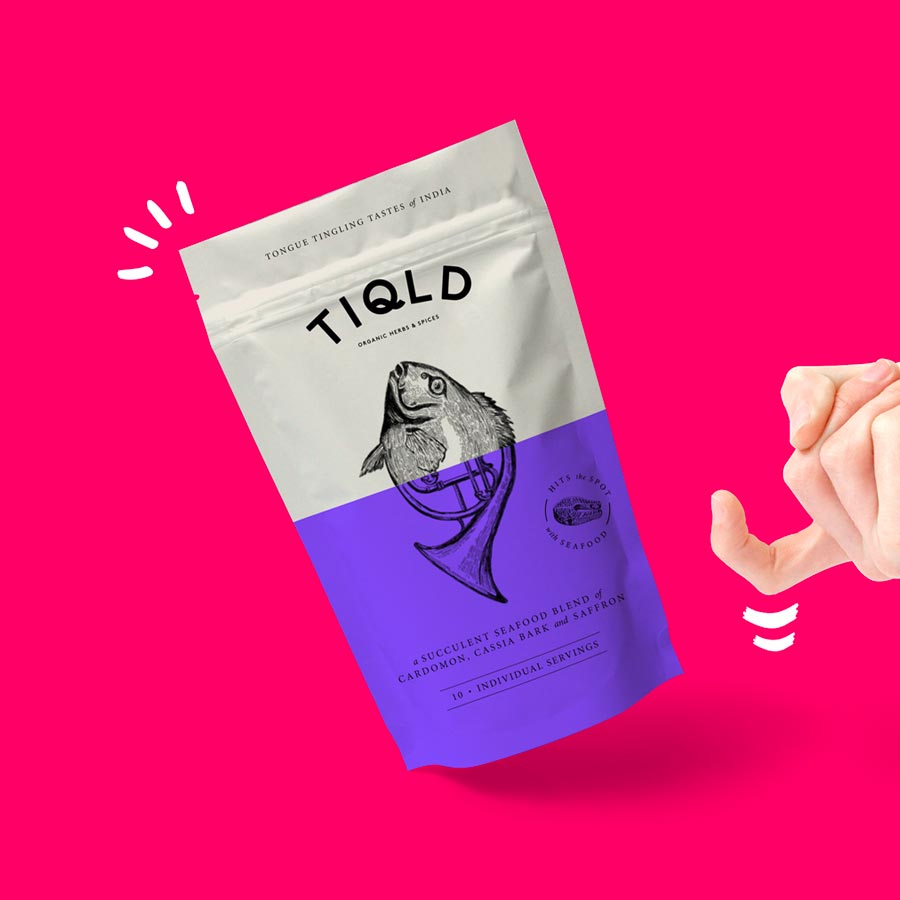 TONGUE TINGLING TASTES of INDIA
TIQLD
ORGANIC HERBS & SPICES
HITS the SPOT
with SEAFOOD
a SUCCULENT SEAFOOD BLEND of
CARDOMON, CASSIA BARK and SAFFRON
10 • INDIVIDUAL SERVINGS